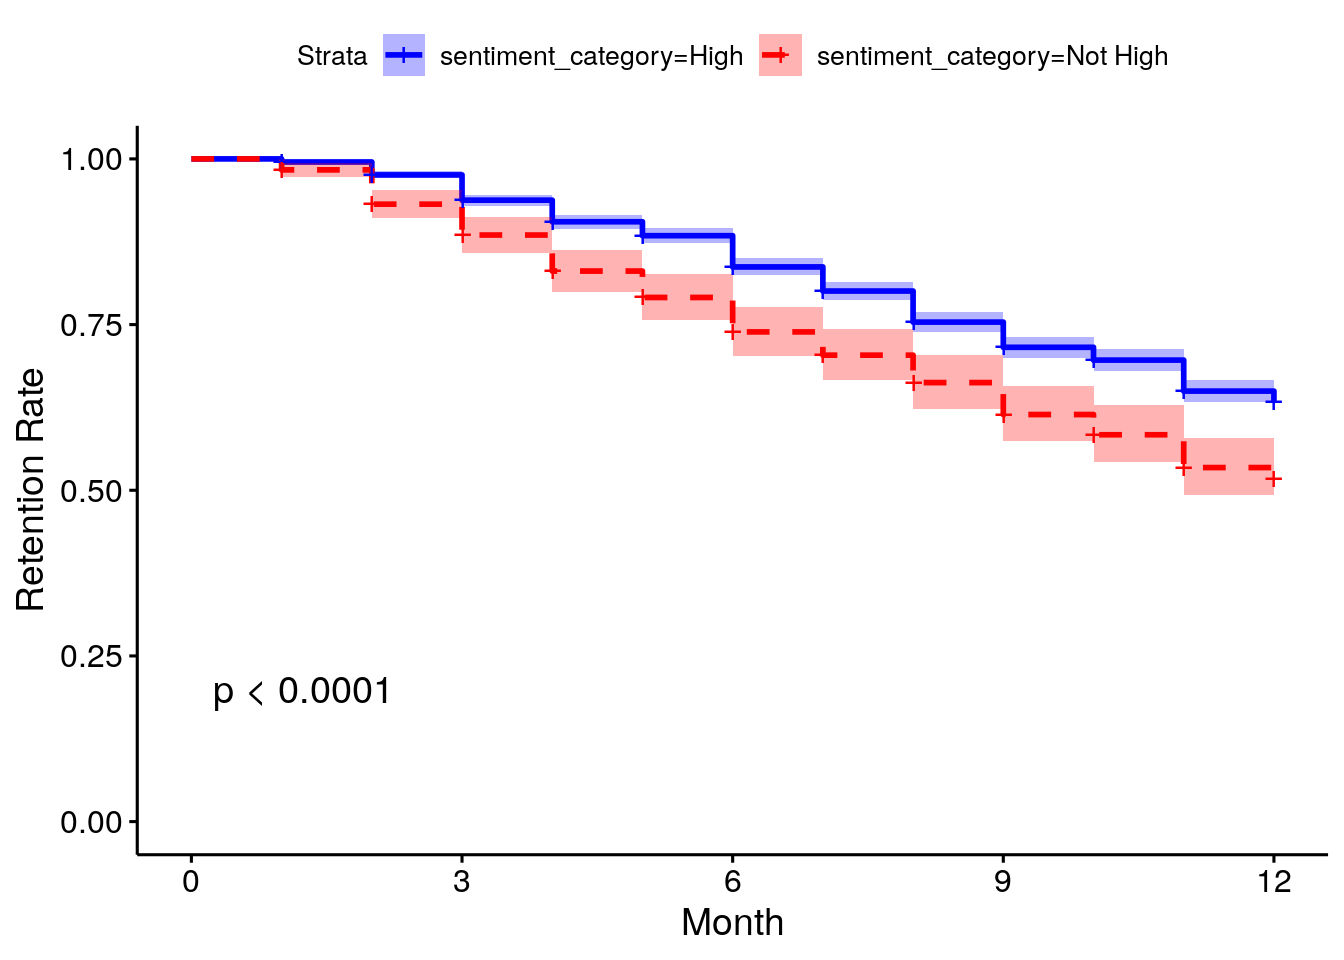 Strata sentiment_category=High sentiment_category=Not High
1.00
0.75
0.50
0.25
0.00
Retention Rate
p < 0.0001
0 3 6 9 12
Month